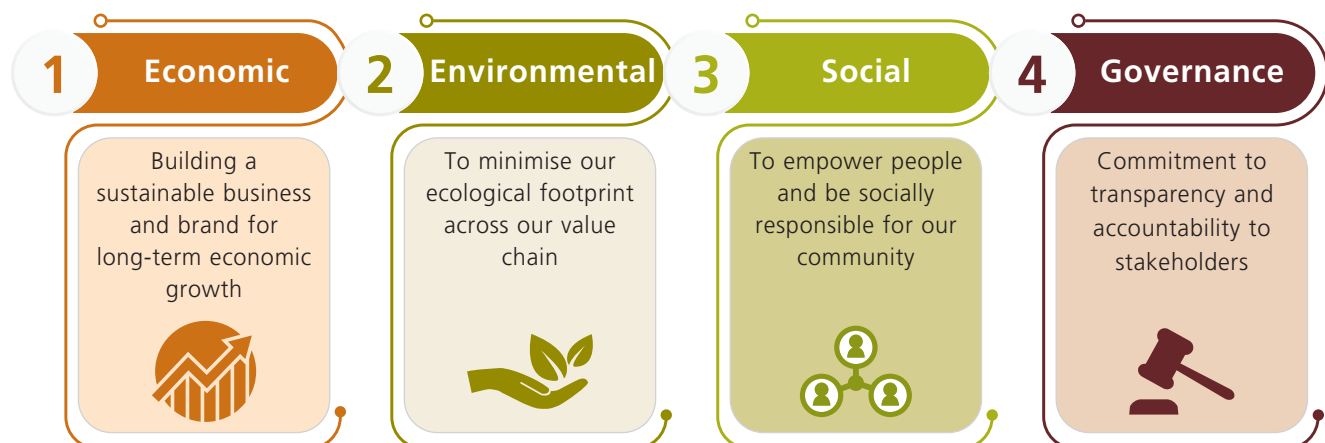 1 Economic
Building a
sustainable business
and brand for
long-term economic
growth
2 Environmental
To minimise our
ecological footprint
across our value
chain
3 Social
To empower people
and be socially
responsible for our
community
4 Governance
Commitment to
transparency and
accountability to
stakeholders